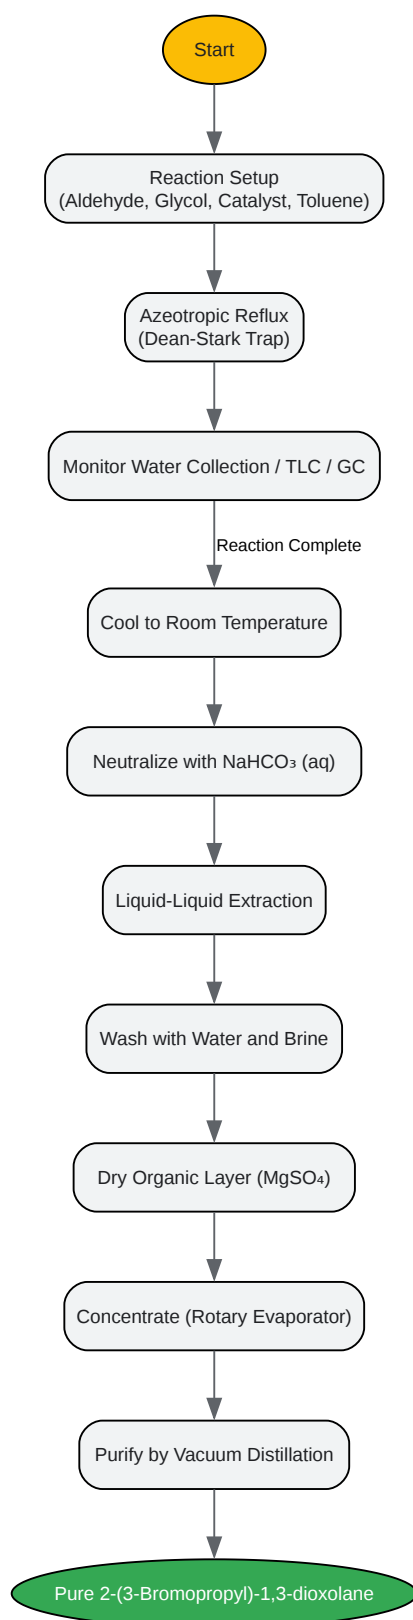 Start
Reaction Setup
(Aldehyde, Glycol, Catalyst, Toluene)
Azeotropic Reflux
(Dean-Stark Trap)
Monitor Water Collection / TLC / GC
Reaction Complete
Cool to Room Temperature
Neutralize with NaHCO₃ (aq)
Liquid-Liquid Extraction
Wash with Water and Brine
Dry Organic Layer (MgSO₄)
Concentrate (Rotary Evaporator)
Purify by Vacuum Distillation
Pure 2-(3-Bromopropyl)-1,3-dioxolane